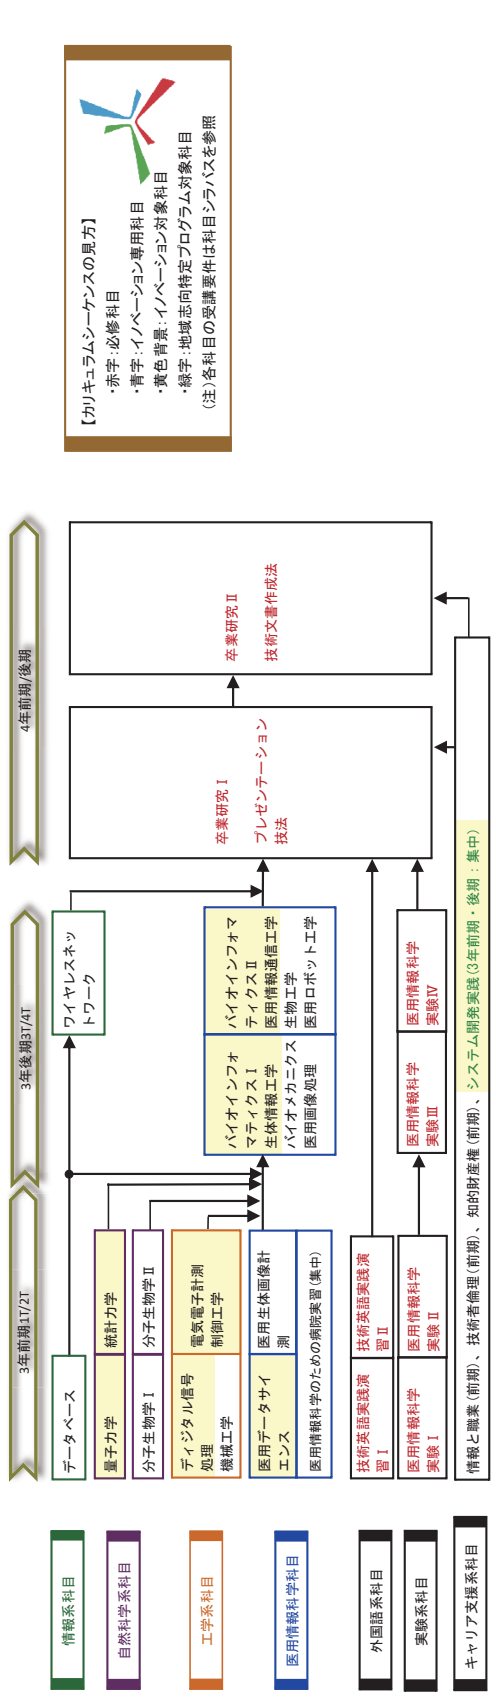 3年前期1T/2T
3年後期3T/4T
4年前期/後期
【カリキュラムシーケンスの見方】
・赤字：必修科目
・青字：イノベーション専用科目
・黄色背景：イノベーション対象科目
・緑字：地域志向特定プログラム対象科目
（注）各科目の受講要件は科目シラバスを参照
情報系科目
データベース
ワイヤレスネッ
トワーク
自然科学系科目
量子力学
統計力学
分子生物学Ⅰ
分子生物学Ⅱ
工学系科目
ディジタル信号
処理
機械工学
電気電子計測
制御工学
医用情報科学科目
医用データサイ
エンス
医用生体画像計
測
医用情報科学のための病院実習(集中)
バイオインフォ
マティクスⅠ
生体情報工学
バイオメカニクス
医用画像処理
バイオインフォマ
ティクスⅡ
医用情報通信工学
生物工学
医用ロボット工学
卒業研究Ⅰ
プレゼンテーション
技法
卒業研究Ⅱ
技術文書作成法
外国語系科目
技術英語実践演
習Ⅰ
技術英語実践演
習Ⅱ
実験系科目
医用情報科学
実験Ⅰ
医用情報科学
実験Ⅱ
医用情報科学
実験Ⅲ
医用情報科学
実験Ⅳ
キャリア支援系科目
情報と職業(前期)、技術者倫理(前期)、知的財産権(前期)、システム開発実践(3年前期・後期：集中)